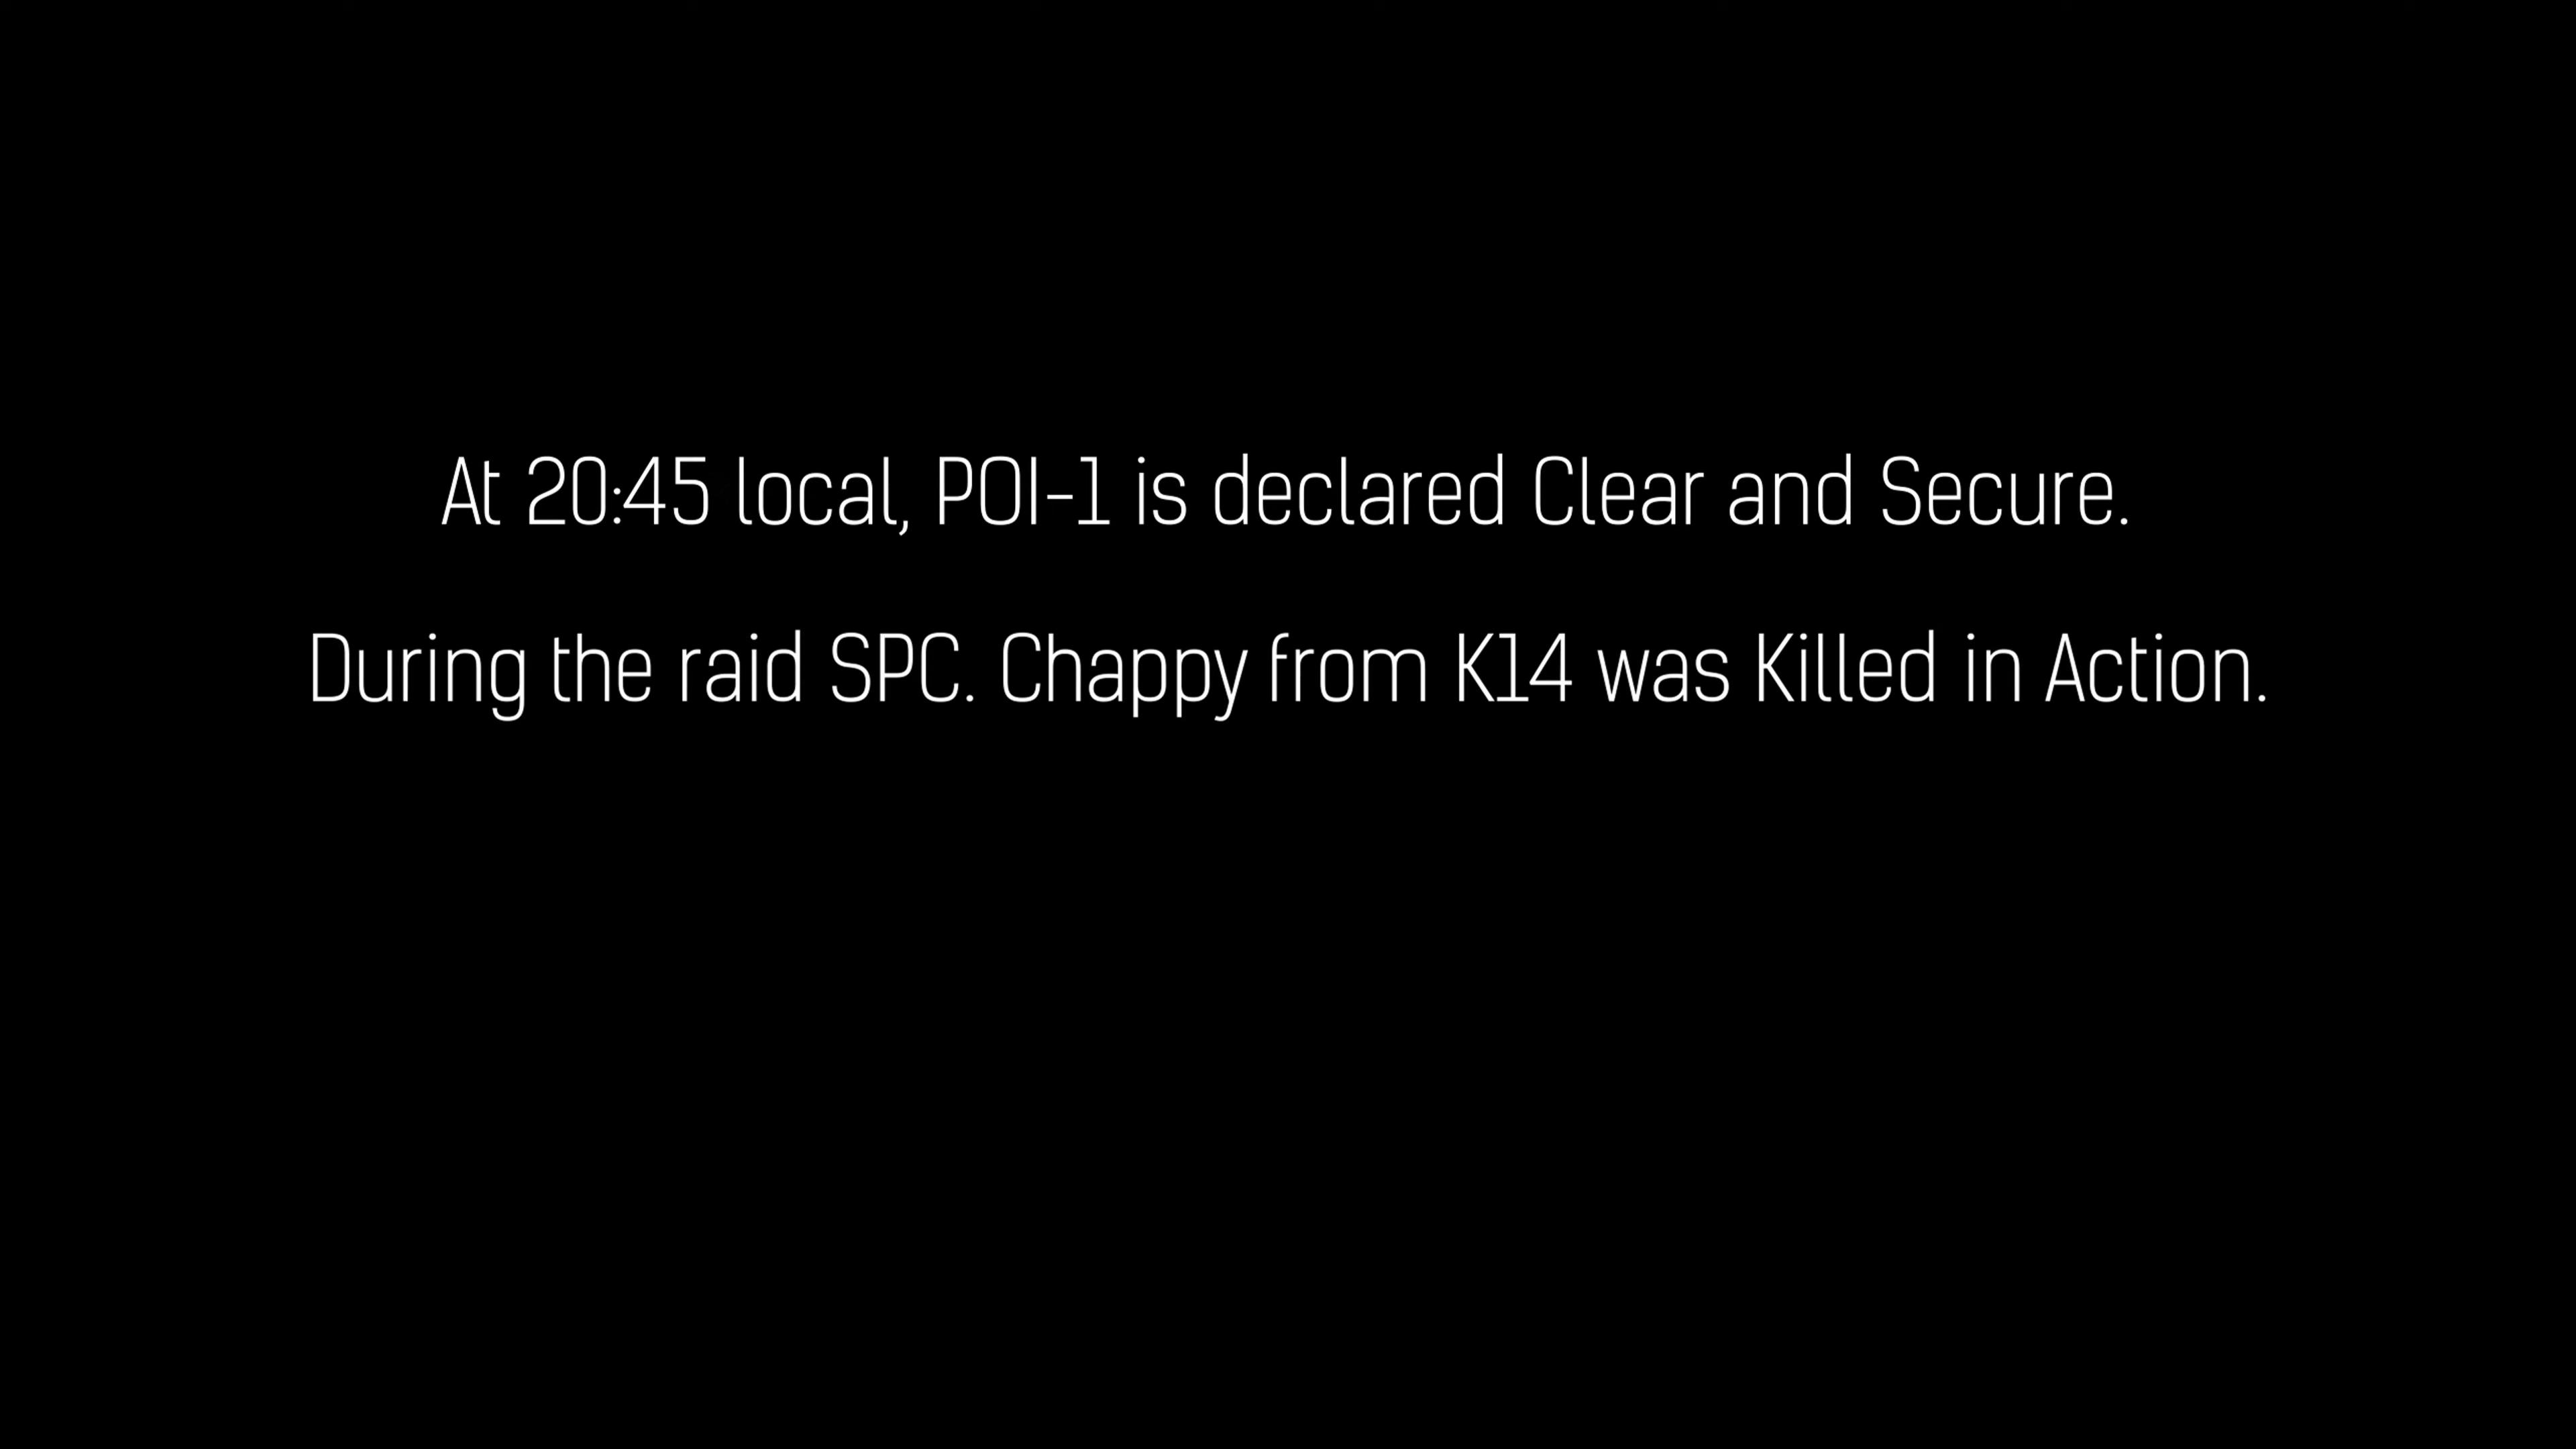 At 20:45 local, POI-1 is declared Clear and Secure.
During the raid SPC. Chappy from K14 was Killed in Action.